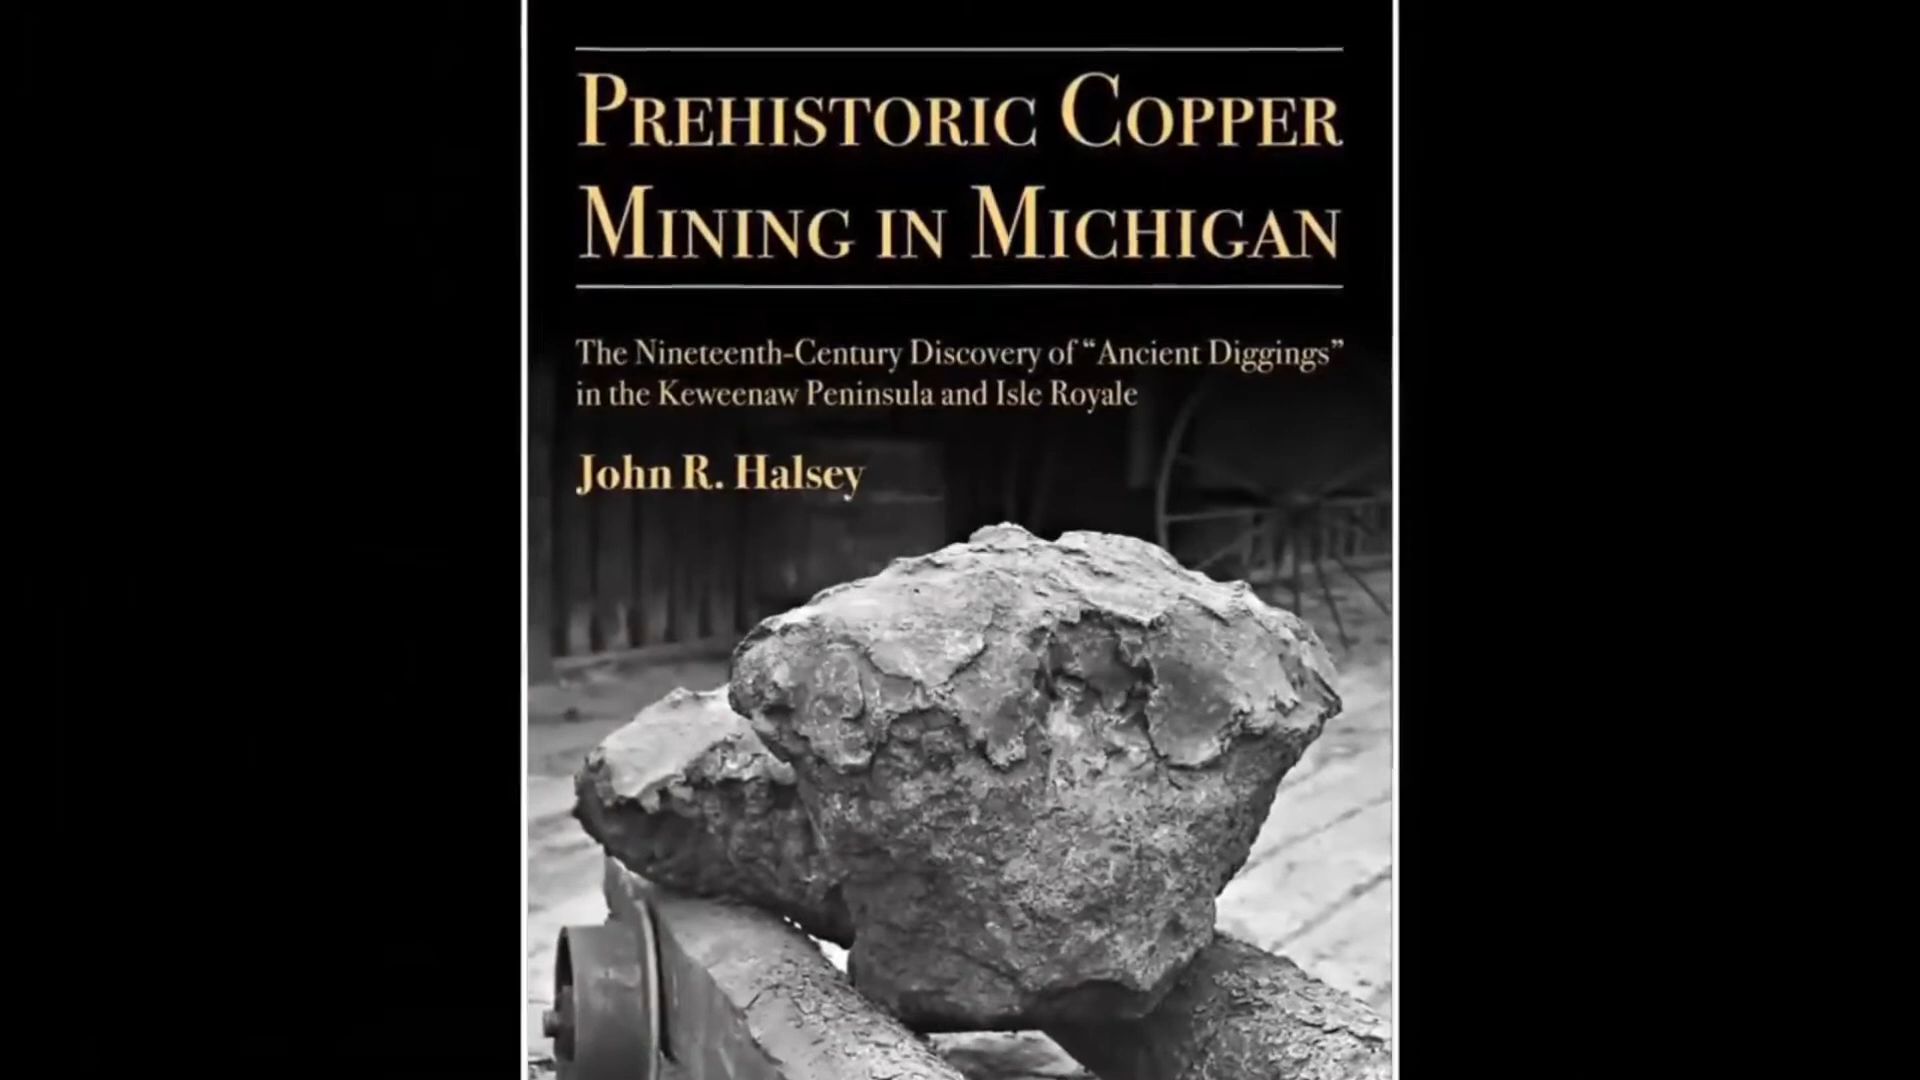 PREHISTORIC COPPER
MINING IN MICHIGAN
The Nineteenth-Century Discovery of “Ancient Diggings”
in the Keweenaw Peninsula and Isle Royale
John R. Halsey